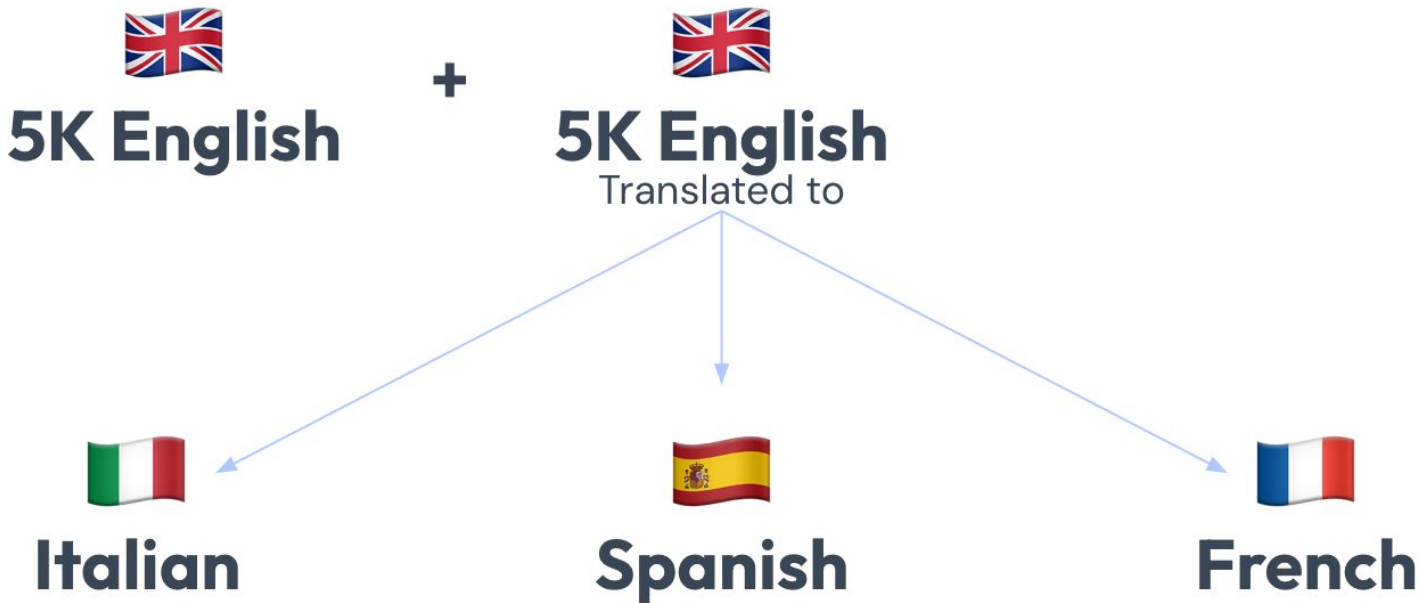 5K English
+
5K English
Translated to
Italian
Spanish
French